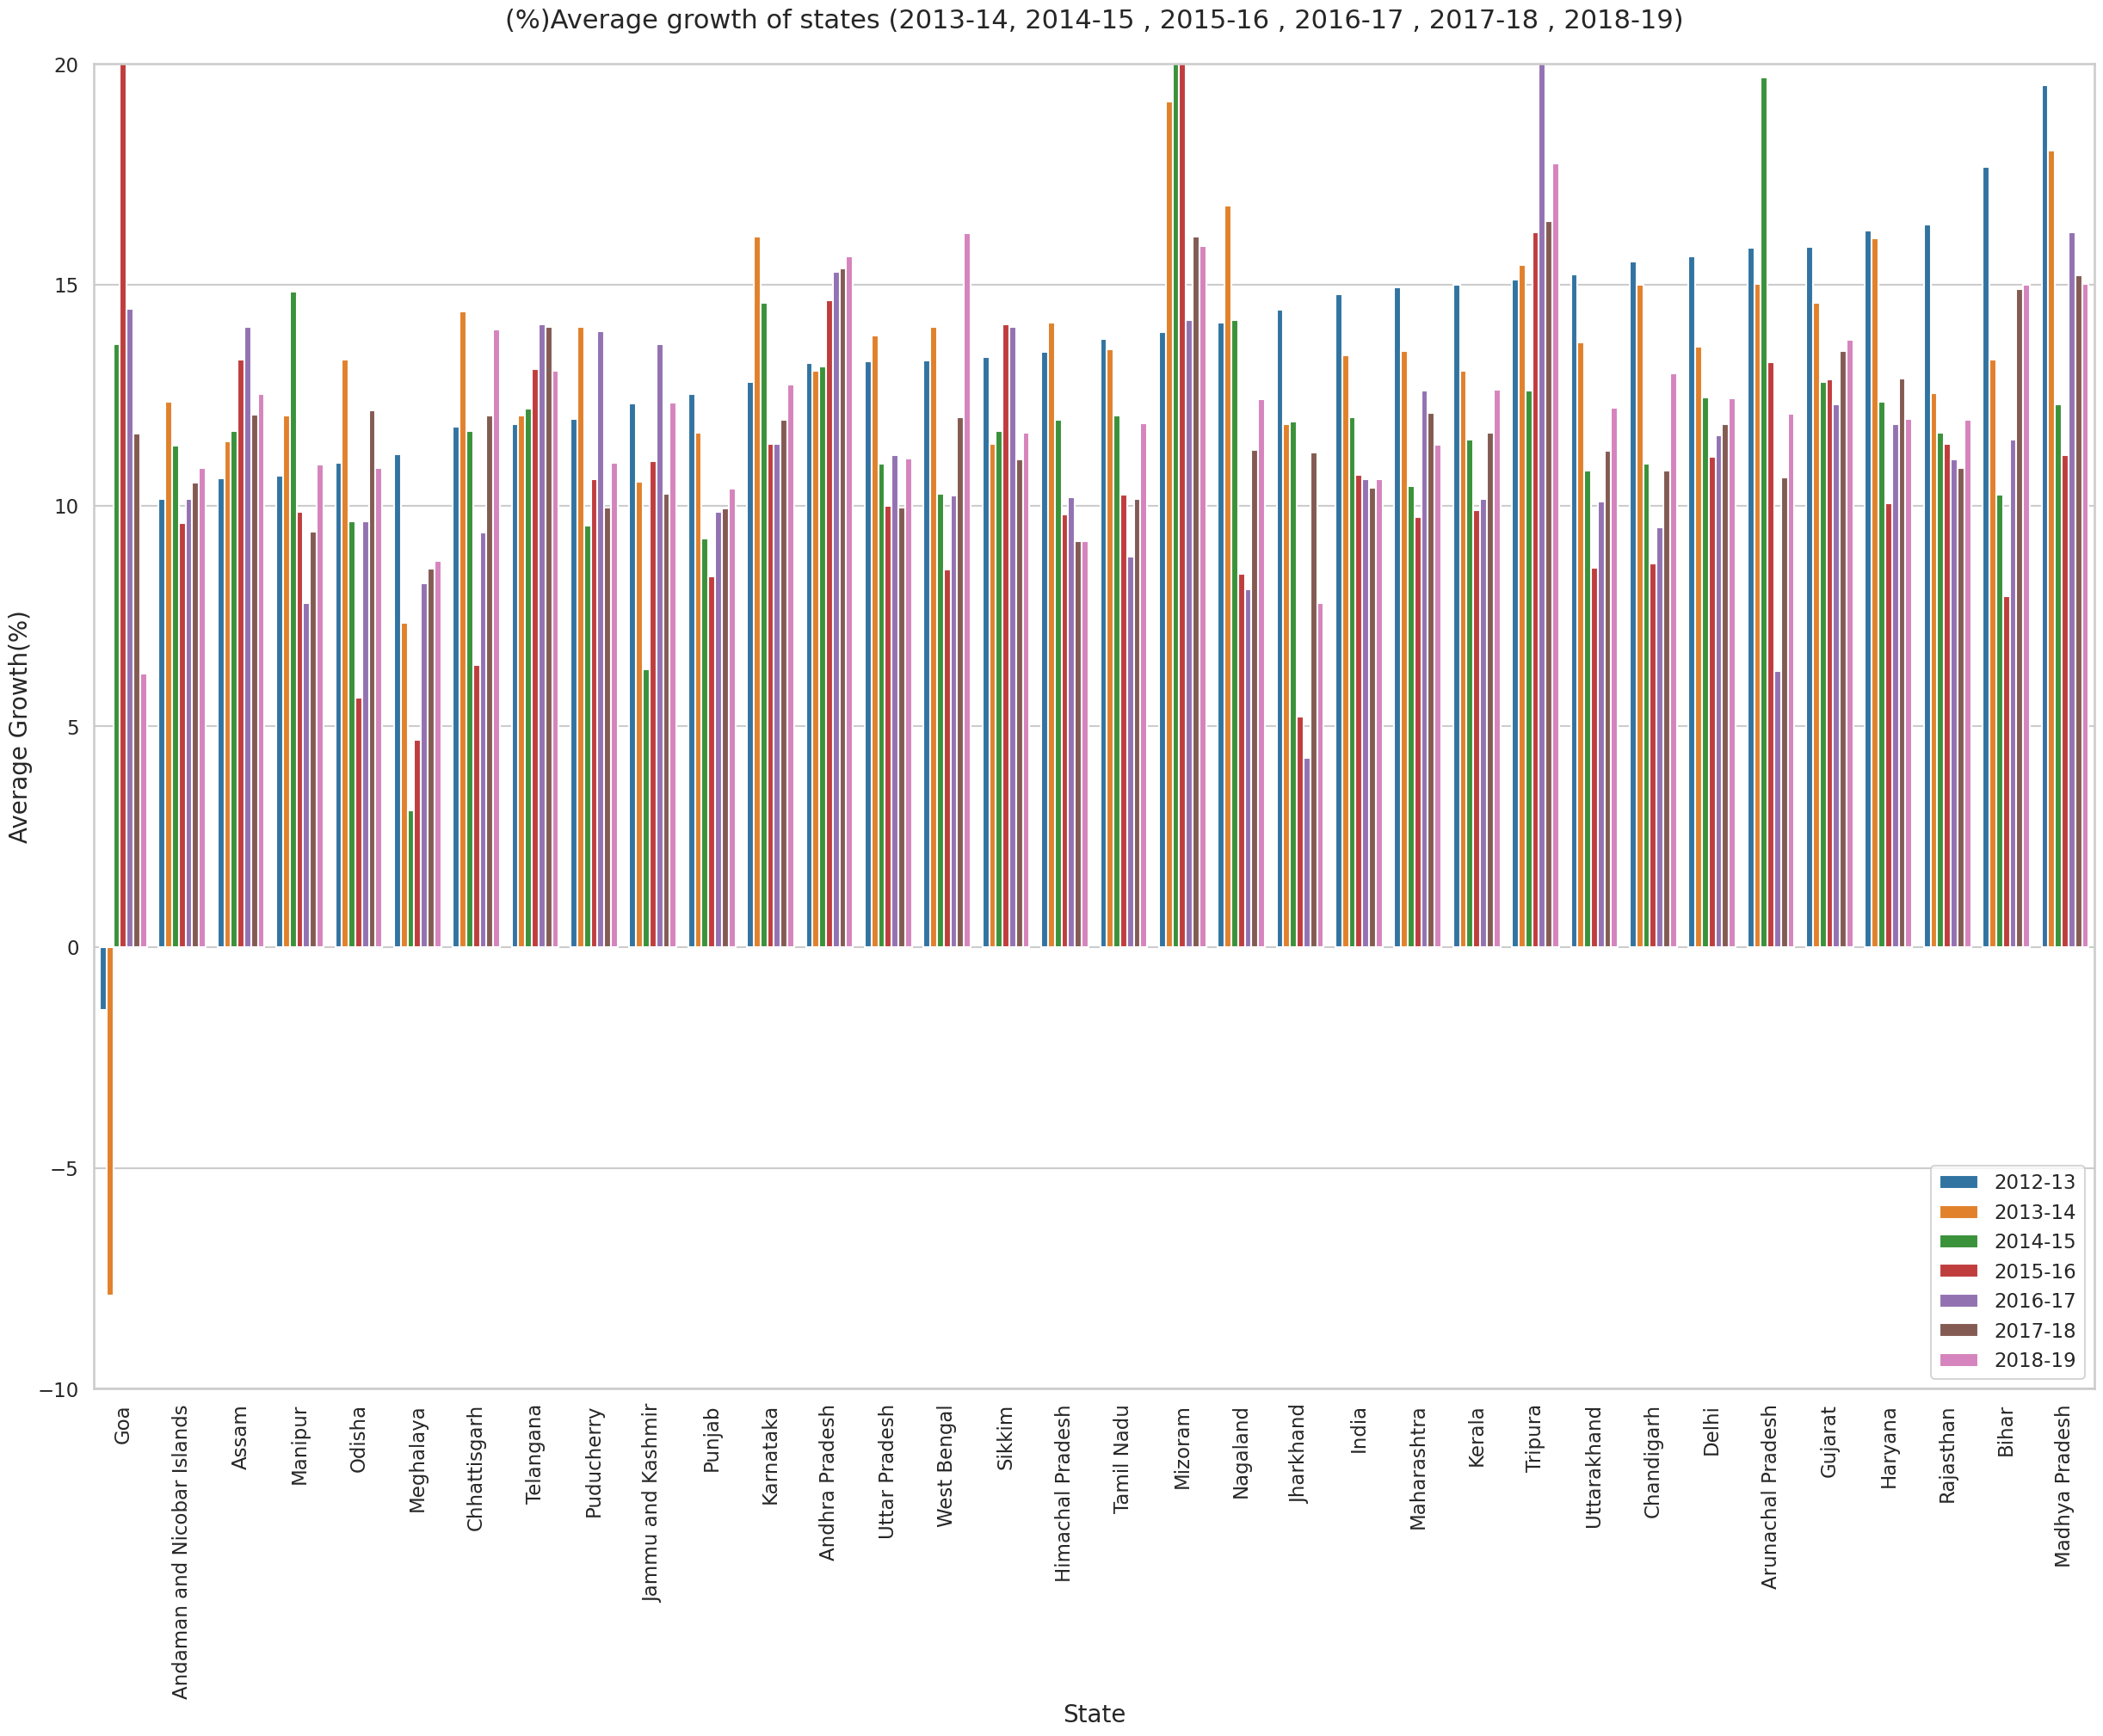 (%)Average growth of states (2013-14, 2014-15 , 2015-16 , 2016-17 , 2017-18 , 2018-19)
Average Growth(%)
20
15
10
5
0
−5
−10
2012-13
2013-14
2014-15
2015-16
2016-17
2017-18
2018-19
Goa
Andaman and Nicobar Islands
Assam
Manipur
Odisha
Meghalaya
Chhattisgarh
Telangana
Puducherry
Jammu and Kashmir
Punjab
Karnataka
Andhra Pradesh
Uttar Pradesh
West Bengal
Sikkim
Himachal Pradesh
Tamil Nadu
Mizoram
Nagaland
Jharkhand
India
Maharashtra
Kerala
Tripura
Uttarakhand
Chandigarh
Delhi
Arunachal Pradesh
Gujarat
Haryana
Rajasthan
Bihar
Madhya Pradesh
State